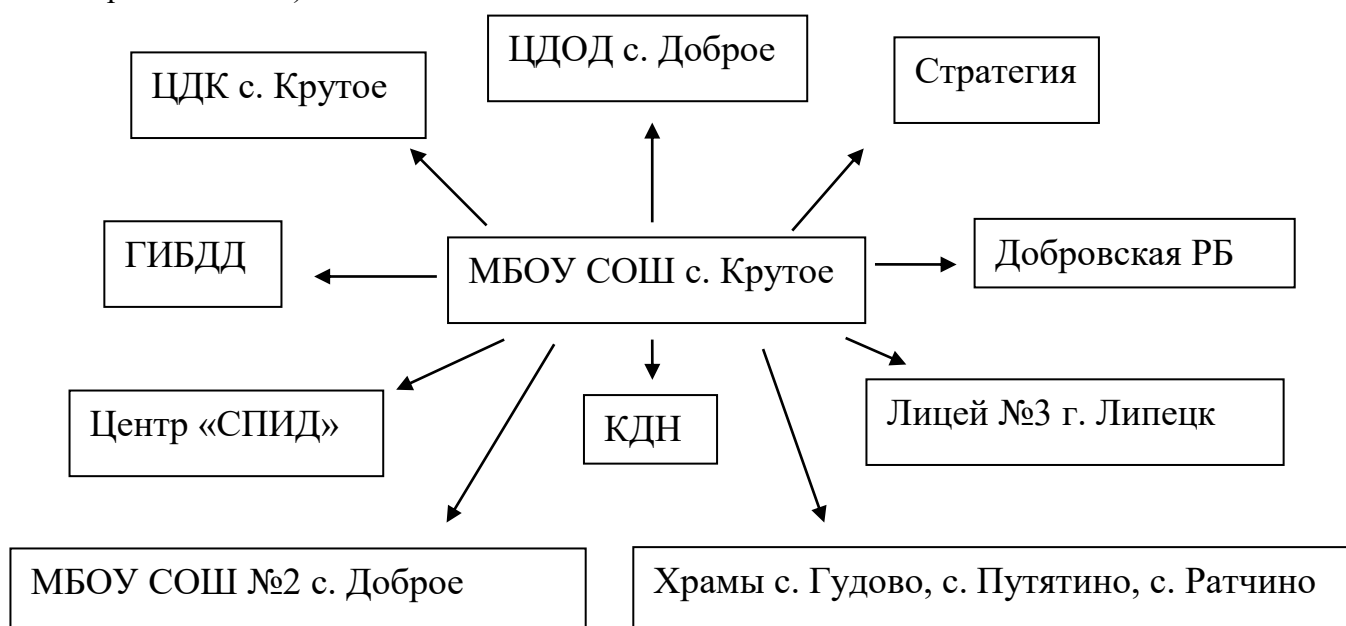 ЦДОД с. Доброе
ЦДК с. Крутое
Стратегия
ГИБДД
МБОУ СОШ с. Крутое
Добровская РБ
Центр «СПИД»
КДН
Лицей №3 г. Липецк
МБОУ СОШ №2 с. Доброе
Храмы с. Гудово, с. Путятино, с. Ратчино